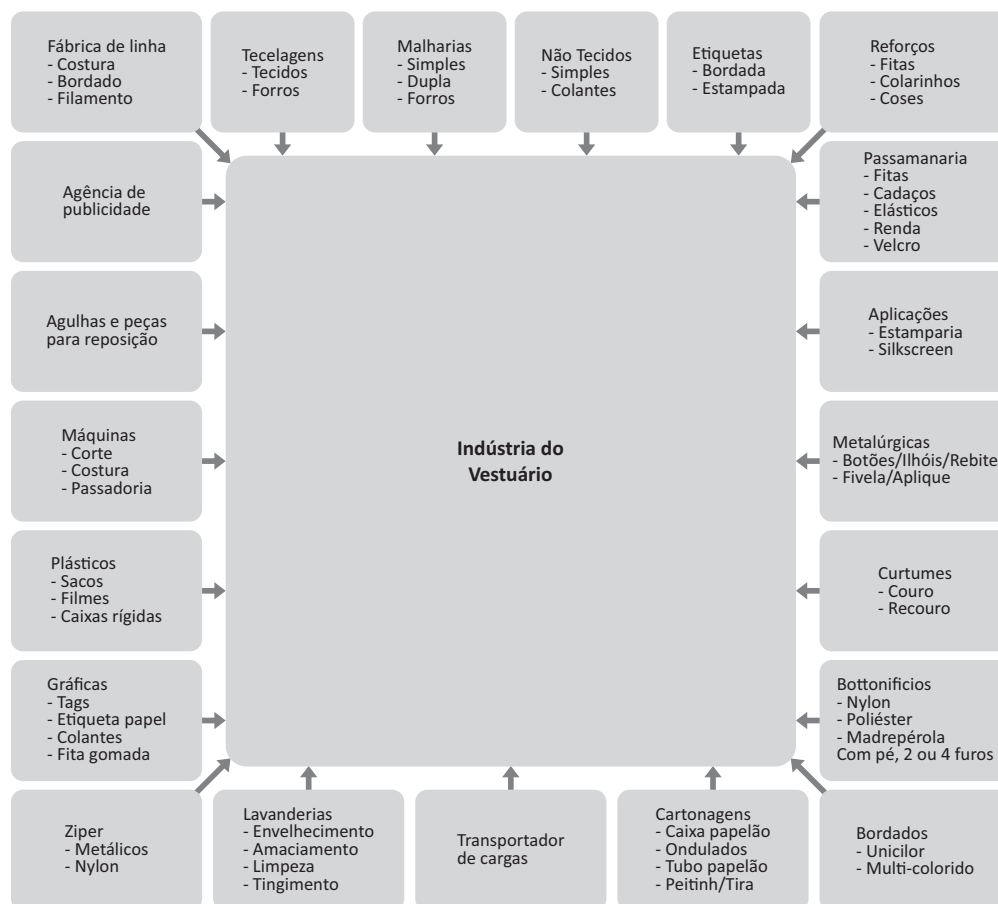 Fábrica de linha
- Costura
- Bordado
- Filamento
Tecelagens
- Tecidos
- Forros
Malharias
- Simples
- Dupla
- Forros
Não Tecidos
- Simples
- Colantes
Etiquetas
- Bordada
- Estampada
Reforços
- Fitas
- Colarinhos
- Coses
Agência de
publicidade
Passamanaria
- Fitas
- Cadaços
- Elásticos
- Renda
- Velcro
Agulhas e peças
para reposição
Aplicações
- Estamparia
- Silkscreen
Máquinas
- Corte
- Costura
- Passadoria
Indústria do
Vestuário
Metalúrgicas
- Botões/Ilhóis/Rebite
- Fivela/Aplique
Plásticos
- Sacos
- Filmes
- Caixas rígidas
Curtumes
- Couro
- Recouro
Gráficas
- Tags
- Etiqueta papel
- Colantes
- Fita gomada
Bottonificios
- Nylon
- Poliéster
- Madrepérola
Com pé, 2 ou 4 furos
Ziper
- Metálicos
- Nylon
Lavanderias
- Envelhecimento
- Amaciamento
- Limpeza
- Tingimento
Transportador
de cargas
Cartonagens
- Caixa papelão
- Ondulados
- Tubo papelão
- Peitinh/Tira
Bordados
- Unicilor
- Multi-colorido